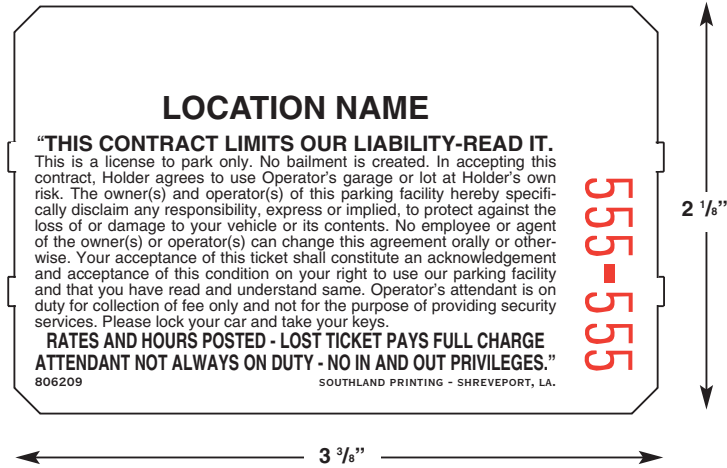 LOCATION NAME
“THIS CONTRACT LIMITS OUR LIABILITY-READ IT.
This is a license to park only. No bailment is created. In accepting this
contract, Holder agrees to use Operator’s garage or lot at Holder’s own
risk. The owner(s) and operator(s) of this parking facility hereby specifi-
cally disclaim any responsibility, express or implied, to protect against the
loss of or damage to your vehicle or its contents. No employee or agent
of the owner(s) or operator(s) can change this agreement orally or other-
wise. Your acceptance of this ticket shall constitute an acknowledgement
and acceptance of this condition on your right to use our parking facility
and that you have read and understand same. Operator’s attendant is on
duty for collection of fee only and not for the purpose of providing security
services. Please lock your car and take your keys.
RATES AND HOURS POSTED - LOST TICKET PAYS FULL CHARGE
ATTENDANT NOT ALWAYS ON DUTY - NO IN AND OUT PRIVILEGES.”
806209 SOUTHLAND PRINTING - SHREVEPORT, LA.
555-555
2 1/8”
3 3/8”